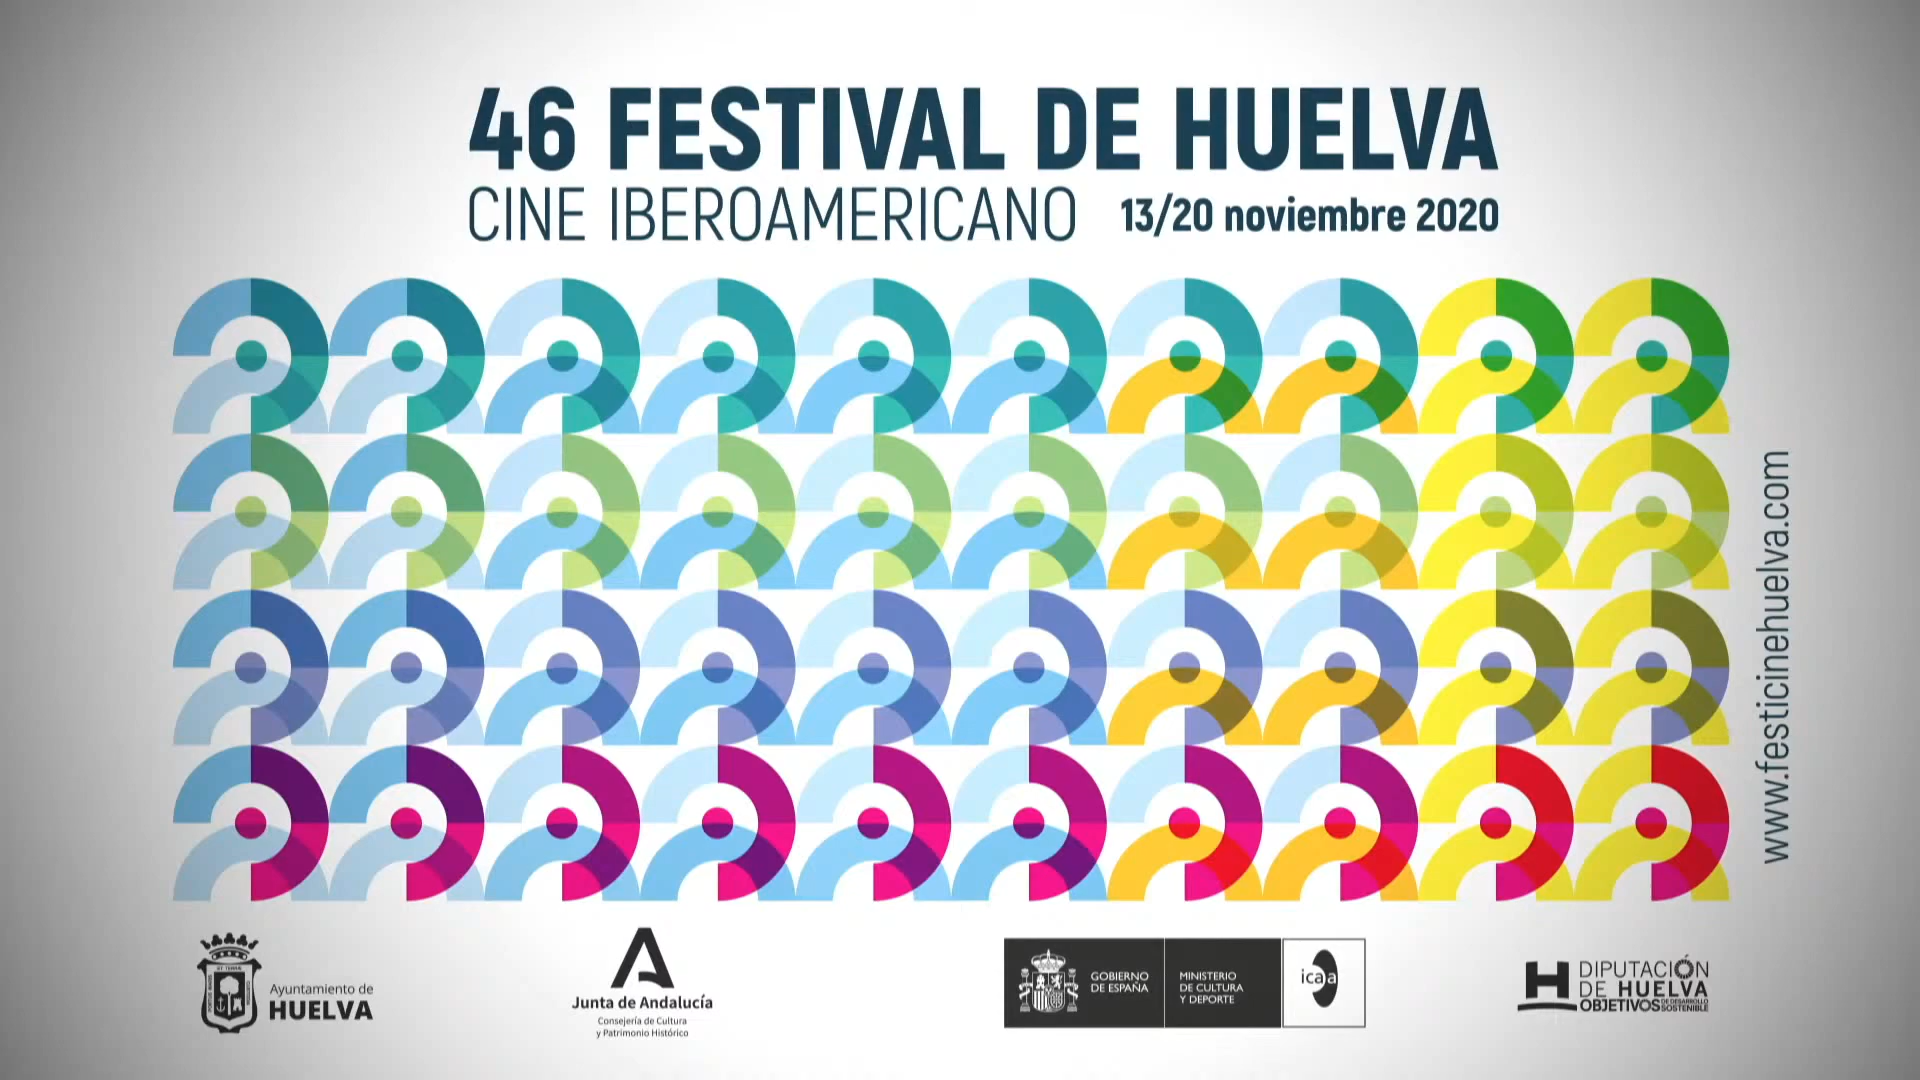 46 FESTIVAL DE HUELVA
CINE IBEROAMERICANO 13/20 noviembre 2020
www.festicinehuelva.com
Ayuntamiento de
HUELVA
Junta de Andalucía
Consejería de Cultura
y Patrimonio Histórico
GOBIERNO
DE ESPAÑA
MINISTERIO
DE CULTURA
Y DEPORTE
icaa
DIPUTACIÓN
DE HUELVA
OBJETIVOS DE DESARROLLO
SOSTENIBLE